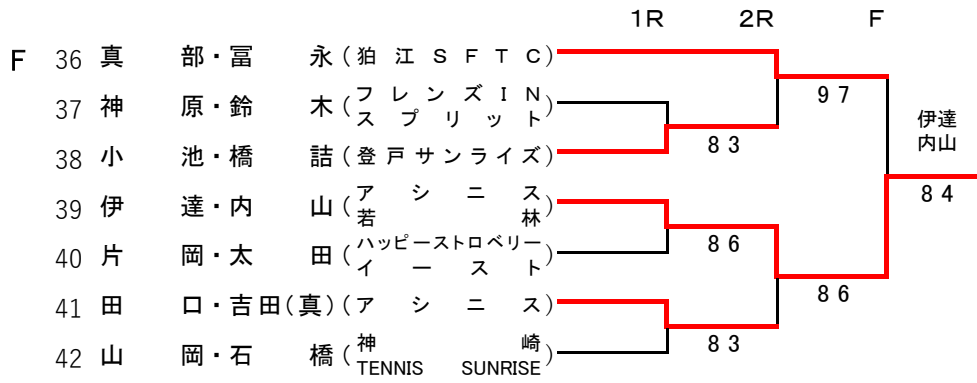 1R 2R F
F 36 真 部・冨 永 (狛 江 S F T C)
37 神 原・鈴 木 (フ レ ン ズ I N
ス プ リ ッ ト)
38 小 池・橋 詰 (登戸サンライズ)
39 伊 達・内 山 (ア シ ニ ス
若 林)
40 片 岡・太 田 (ハッピーストロベリー
イ ー ス ト)
41 田 口・吉田(真) (ア シ ニ ス)
42 山 岡・石 橋 (神 崎
TENNIS SUNRISE)
9 7
8 3
8 6
8 3
8 6
伊達
内山
8 4